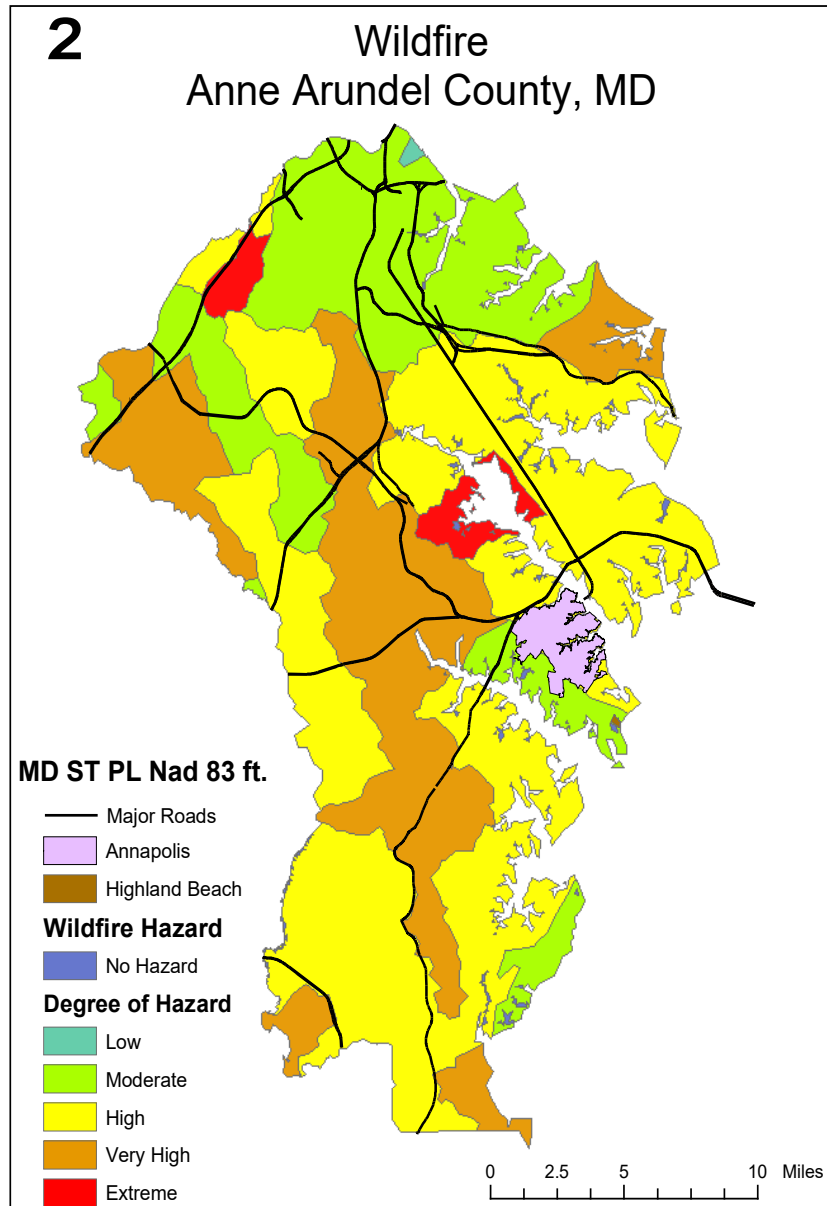 2
Wildfire
Anne Arundel County, MD
MD ST PL Nad 83 ft.
Major Roads
Annapolis
Highland Beach
Wildfire Hazard
No Hazard
Degree of Hazard
Low
Moderate
High
Very High
Extreme
0 2.5 5 10 Miles